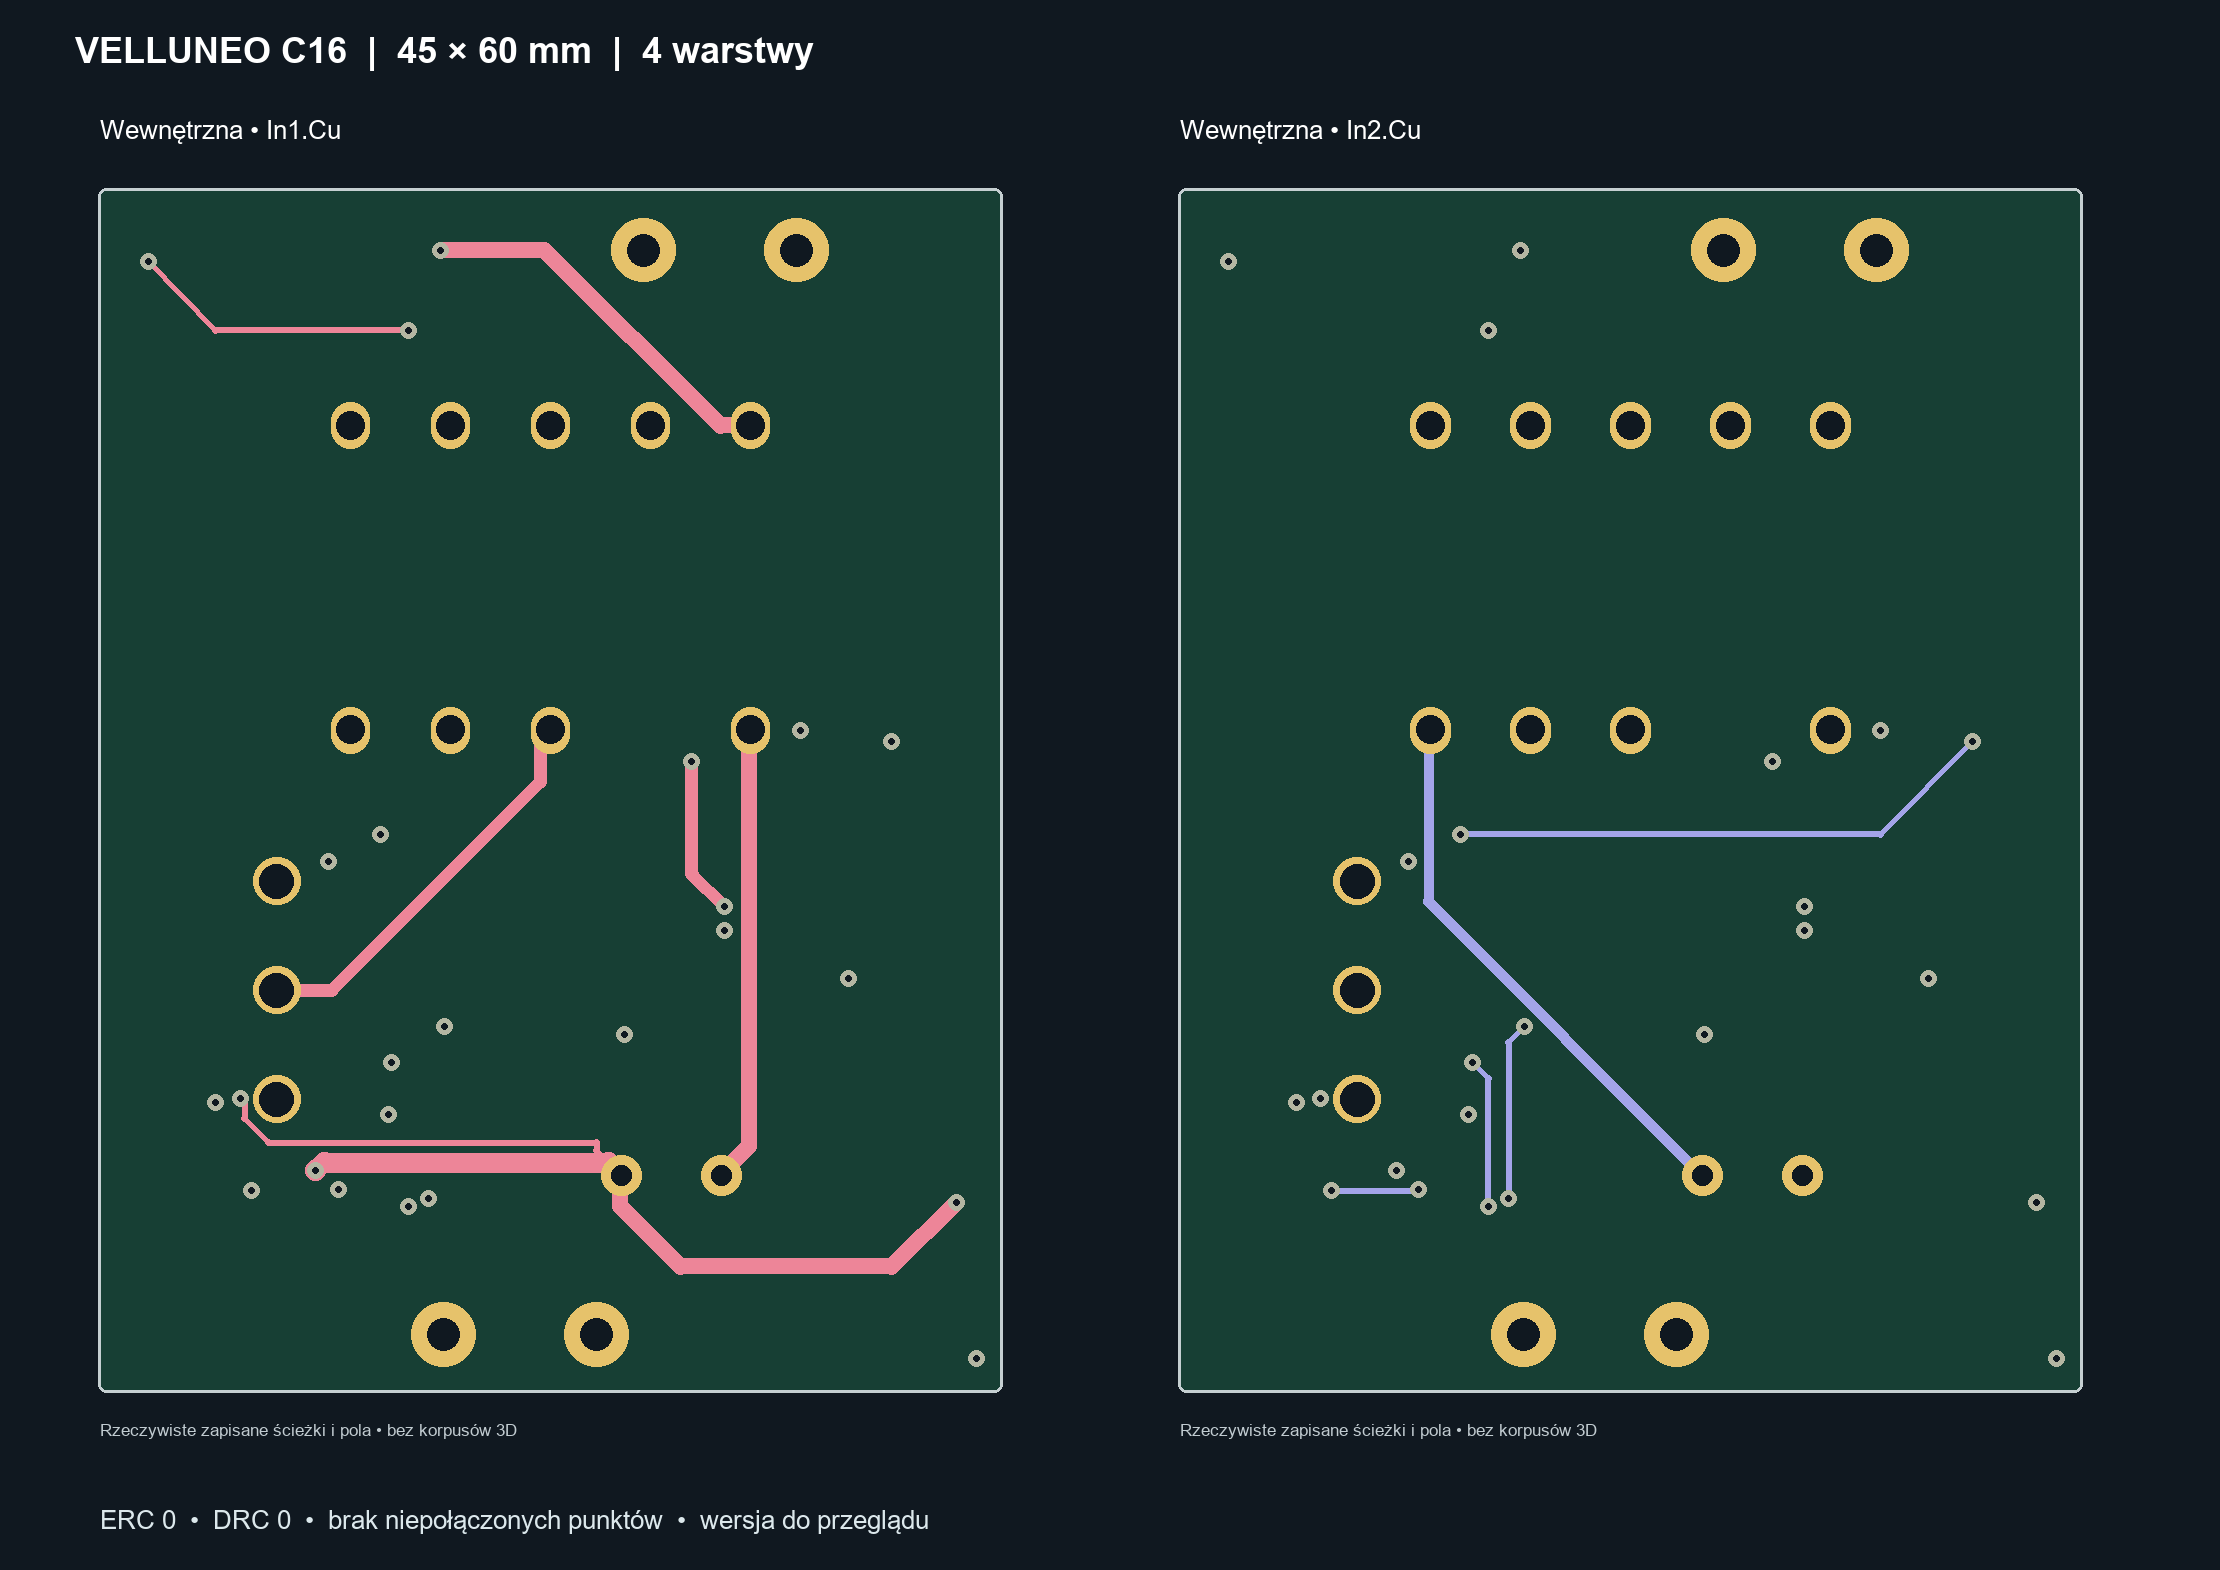 VELLUNEO C16 | 45 × 60 mm | 4 warstwy
Wewnętrzna • In1.Cu
Wewnętrzna • In2.Cu
Rzeczywiste zapisane ścieżki i pola • bez korpusów 3D
Rzeczywiste zapisane ścieżki i pola • bez korpusów 3D
ERC 0 • DRC 0 • brak niepołączonych punktów • wersja do przeglądu